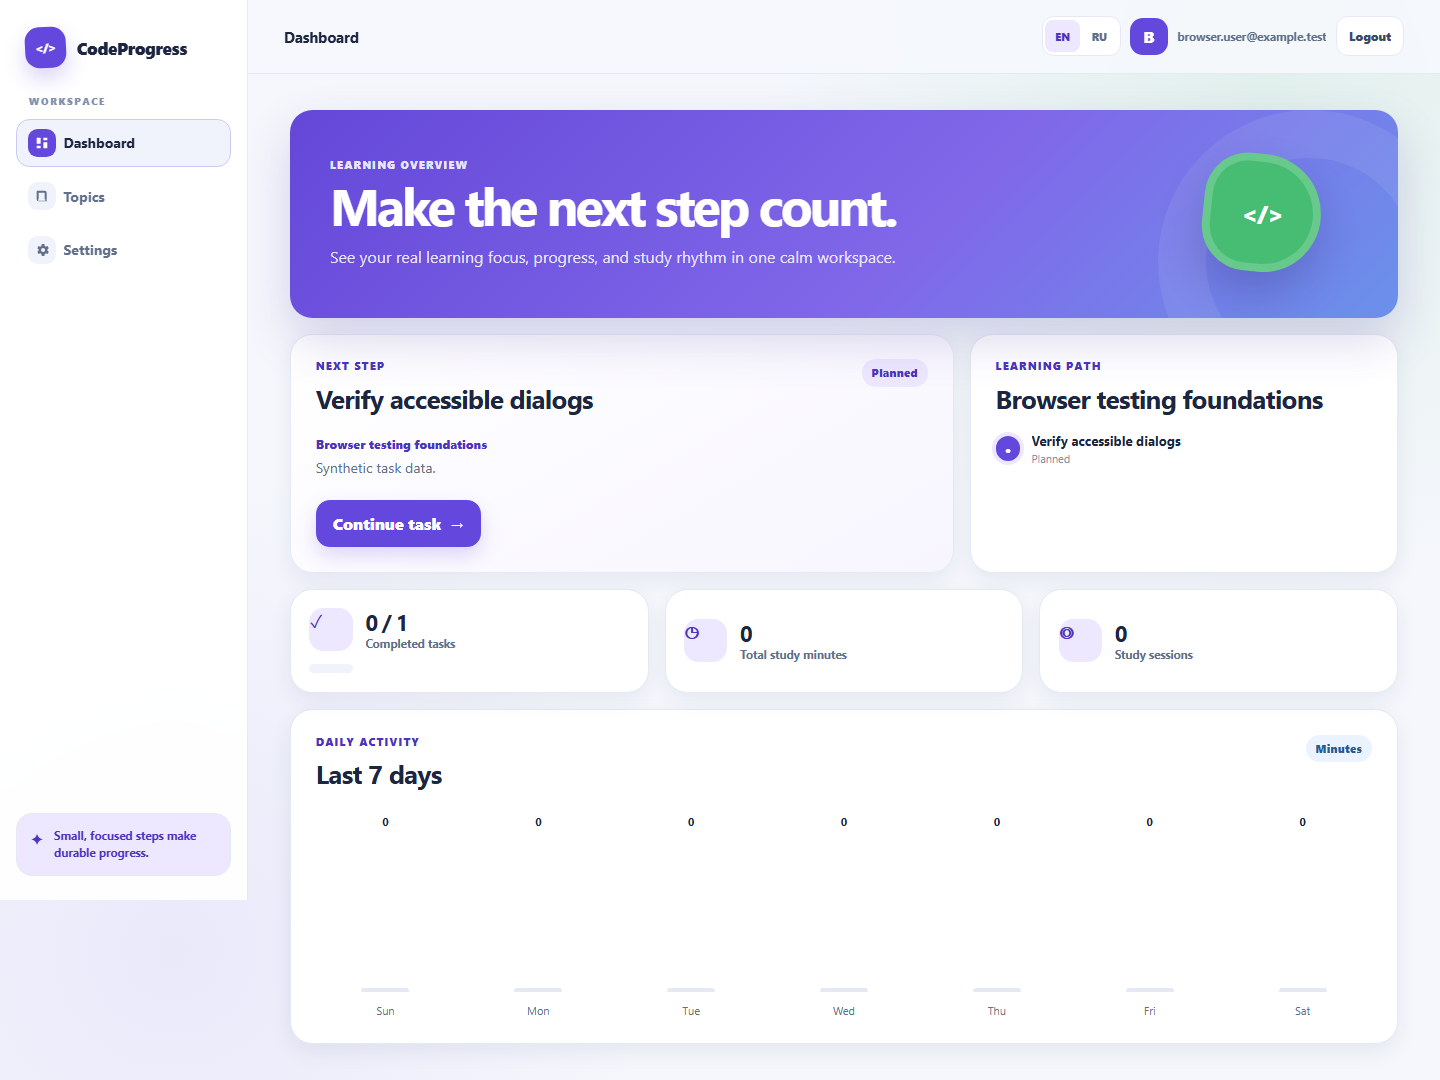 </> CodeProgress
WORKSPACE
Dashboard
Topics
Settings
✦ Small, focused steps make
durable progress.
Dashboard
EN RU B browser.user@example.test Logout
LEARNING OVERVIEW
Make the next step count.
See your real learning focus, progress, and study rhythm in one calm workspace.
</>
NEXT STEP
Planned
Verify accessible dialogs
Browser testing foundations
Synthetic task data.
Continue task →
LEARNING PATH
Browser testing foundations
Verify accessible dialogs
Planned
✓ 0 / 1
Completed tasks
◔ 0
Total study minutes
◎ 0
Study sessions
DAILY ACTIVITY
Minutes
Last 7 days
0 0 0 0 0 0 0
Sun Mon Tue Wed Thu Fri Sat